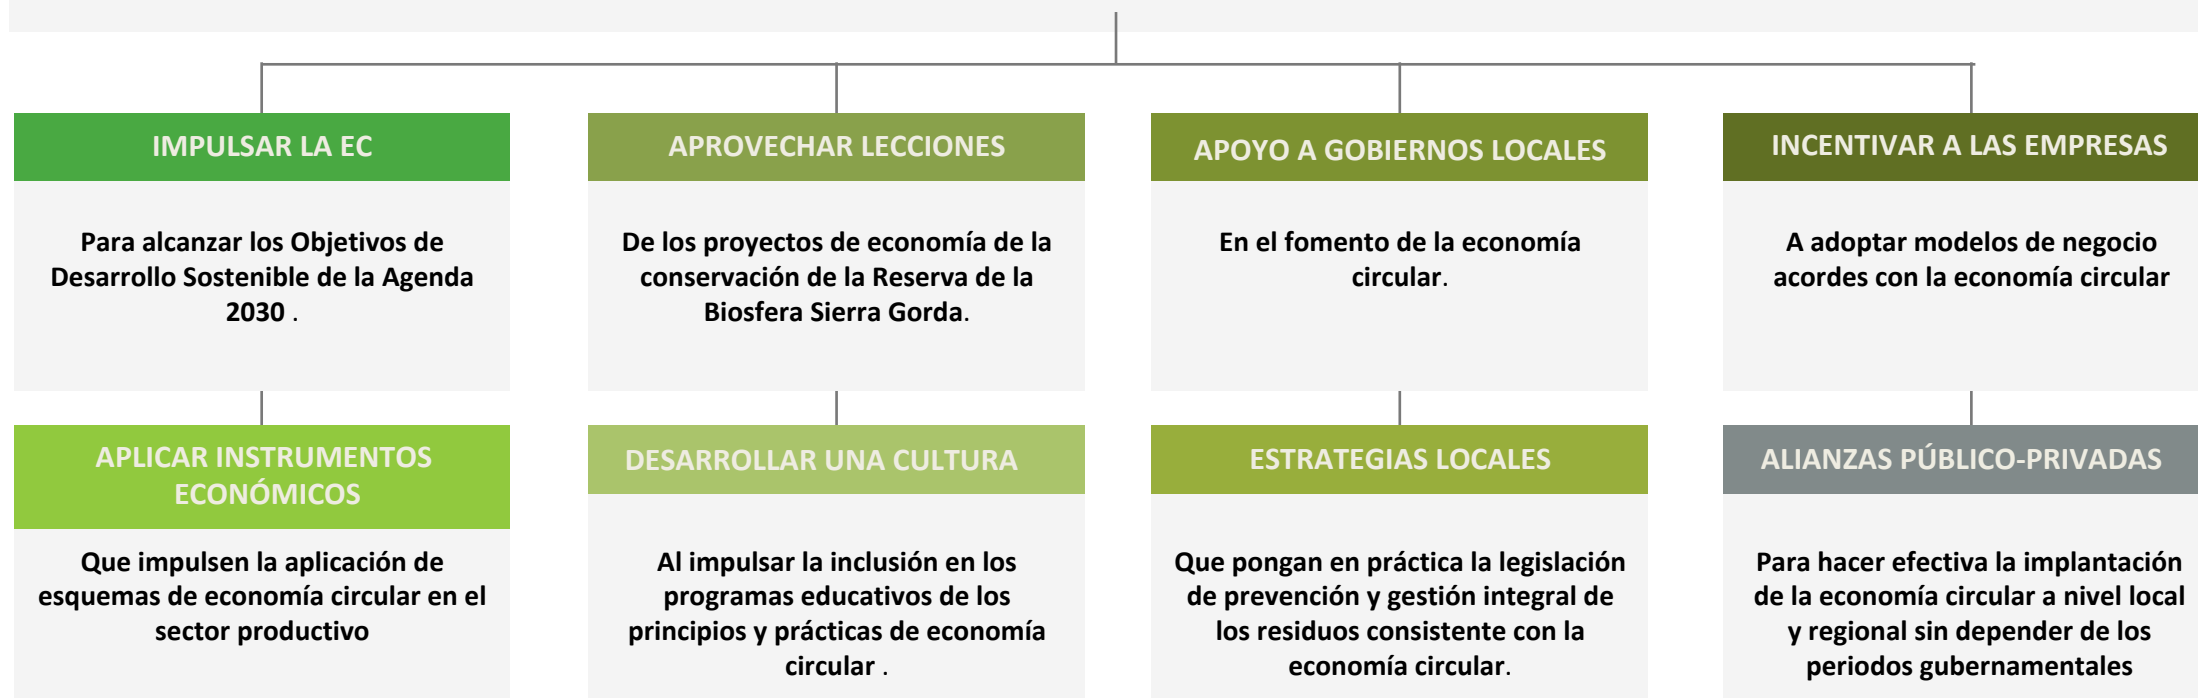 IMPULSAR LA EC
Para alcanzar los Objetivos de
Desarrollo Sostenible de la Agenda
2030 .
APROVECHAR LECCIONES
De los proyectos de economía de la
conservación de la Reserva de la
Biosfera Sierra Gorda.
APOYO A GOBIERNOS LOCALES
En el fomento de la economía
circular.
INCENTIVAR A LAS EMPRESAS
A adoptar modelos de negocio
acordes con la economía circular
APLICAR INSTRUMENTOS
ECONÓMICOS
Que impulsen la aplicación de
esquemas de economía circular en el
sector productivo
DESARROLLAR UNA CULTURA
Al impulsar la inclusión en los
programas educativos de los
principios y prácticas de economía
circular .
ESTRATEGIAS LOCALES
Que pongan en práctica la legislación
de prevención y gestión integral de
los residuos consistente con la
economía circular.
ALIANZAS PÚBLICO-PRIVADAS
Para hacer efectiva la implantación
de la economía circular a nivel local
y regional sin depender de los
periodos gubernamentales